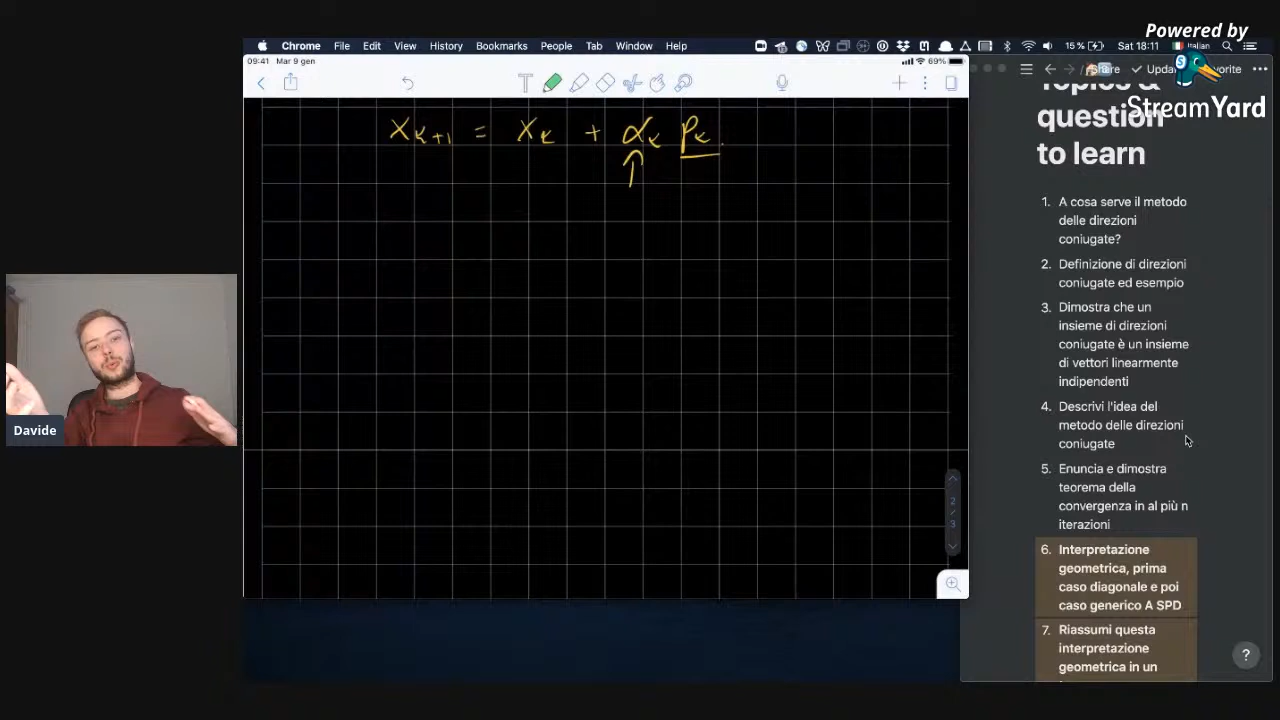 Powered by
StreamYard
Chrome File Edit View History Bookmarks People Tab Window Help
15% Sat 18:11 Italian
09:41 Mar 9 gen
69%
Share
Favorite
Topics &
question
to learn
x_{k+1} = x_k + α_k p_k
↑
1. A cosa serve il metodo
delle direzioni
coniugate?
2. Definizione di direzioni
coniugate ed esempio
3. Dimostra che un
insieme di direzioni
coniugate è un insieme
di vettori linearmente
indipendenti
4. Descrivi l'idea del
metodo delle direzioni
coniugate
5. Enuncia e dimostra
teorema della
convergenza in al più n
iterazioni
6. Interpretazione
geometrica, prima
caso diagonale e poi
caso generico A SPD
7. Riassumi questa
interpretazione
geometrica in un
Davide
2
/
3
?